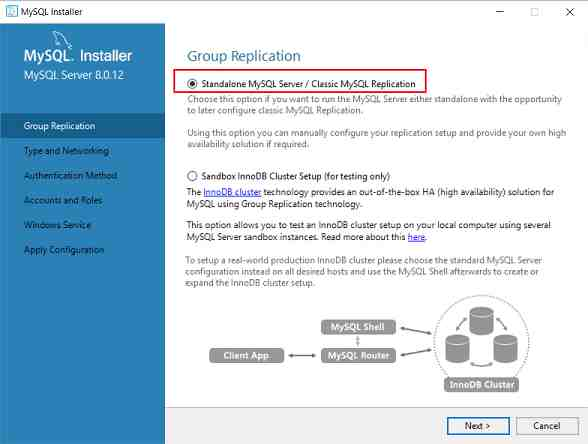 MySQL Installer
MySQL. Installer
MySQL Server 8.0.12
Group Replication
Type and Networking
Authentication Method
Accounts and Roles
Windows Service
Apply Configuration
Group Replication
Standalone MySQL Server / Classic MySQL Replication
Choose this option if you want to run the MySQL Server either standalone with the opportunity
to later configure classic MySQL Replication.
Using this option you can manually configure your replication setup and provide your own high
availability solution if required.
Sandbox InnoDB Cluster Setup (for testing only)
The InnoDB cluster technology provides an out-of-the-box HA (high availability) solution for
MySQL using Group Replication technology.
This option allows you to test an InnoDB cluster setup on your local computer using several
MySQL Server sandbox instances. Read more about this here.
To setup a real-world production InnoDB cluster please choose the standard MySQL Server
configuration instead on all desired hosts and use the MySQL Shell afterwards to create or
expand the InnoDB cluster setup.
MySQL Shell
Client App
MySQL Router
InnoDB Cluster
Next >
Cancel